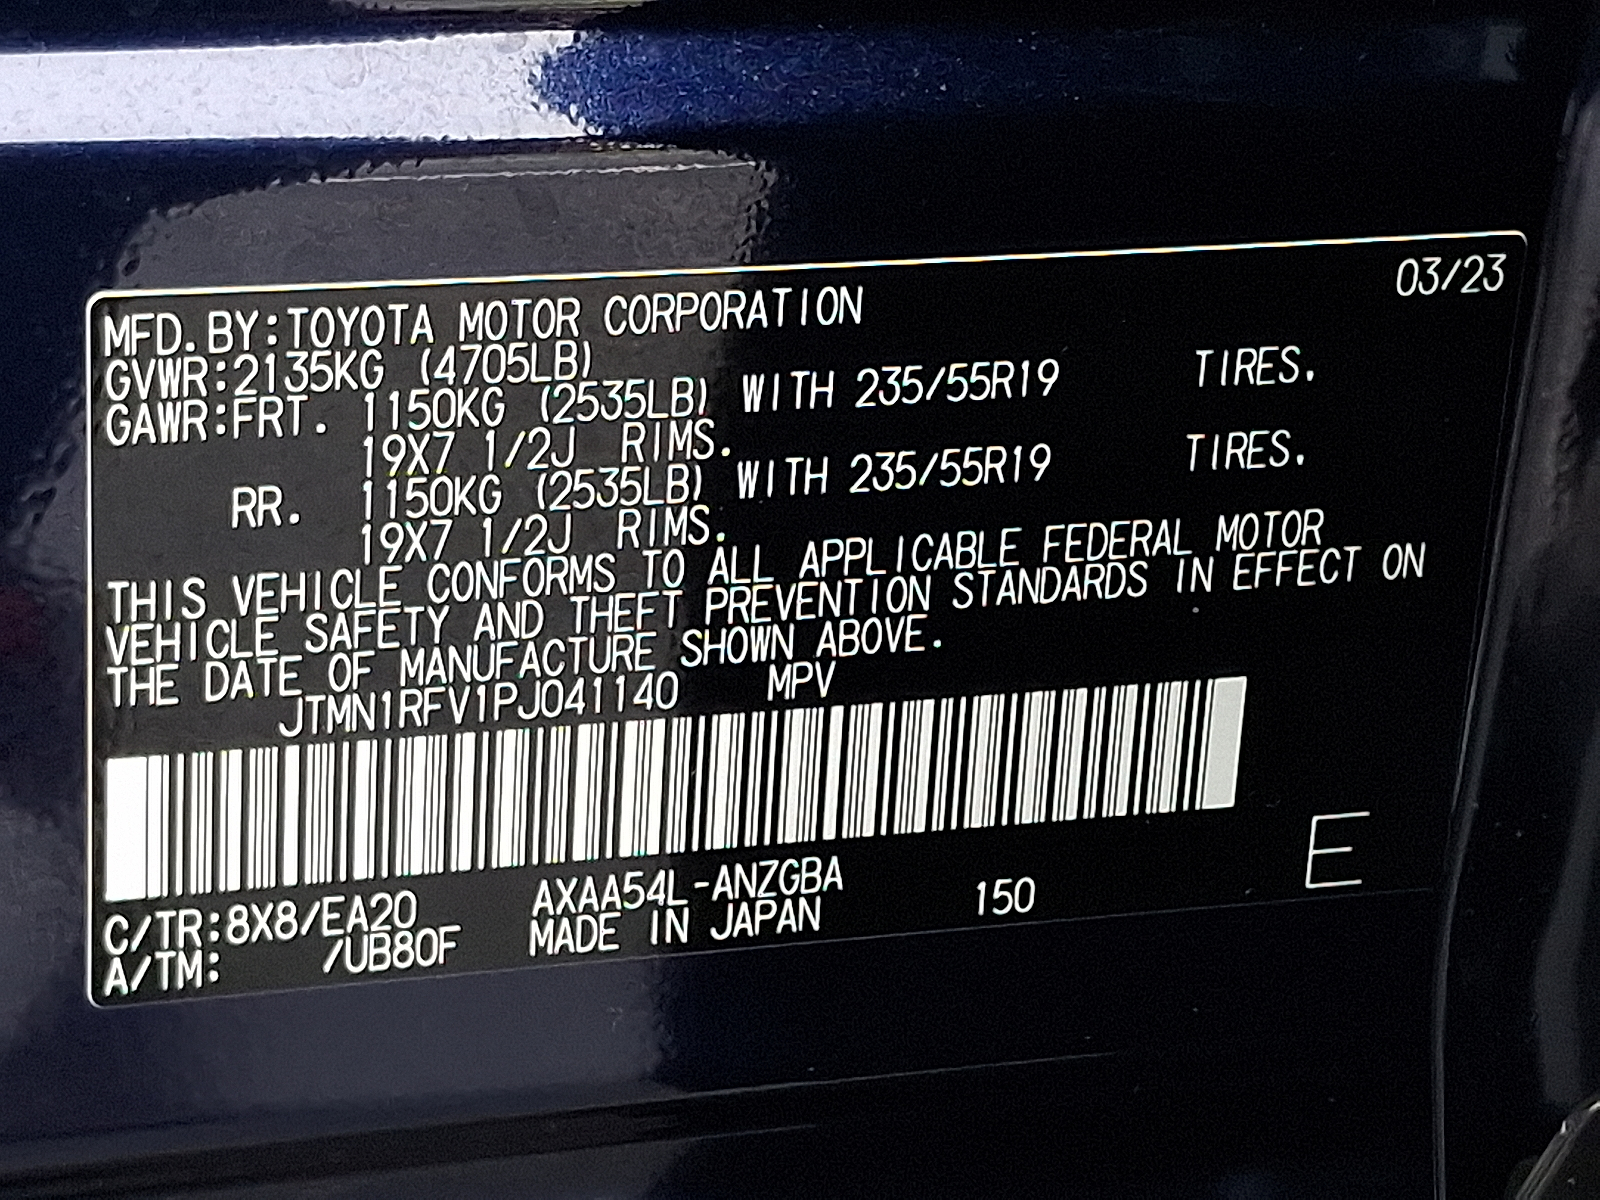 03/23
MFD.BY:TOYOTA MOTOR CORPORATION
GVWR:2135KG (4705LB)
GAWR:FRT. 1150KG (2535LB) WITH 235/55R19 TIRES.
19X7 1/2J RIMS.
RR. 1150KG (2535LB) WITH 235/55R19 TIRES.
19X7 1/2J RIMS.
THIS VEHICLE CONFORMS TO ALL APPLICABLE FEDERAL MOTOR
VEHICLE SAFETY AND THEFT PREVENTION STANDARDS IN EFFECT ON
THE DATE OF MANUFACTURE SHOWN ABOVE.
JTMN1RFV1PJ041140 MPV
C/TR:8X8/EA20 AXAA54L-ANZGBA 150 E
A/TM: /UB80F MADE IN JAPAN